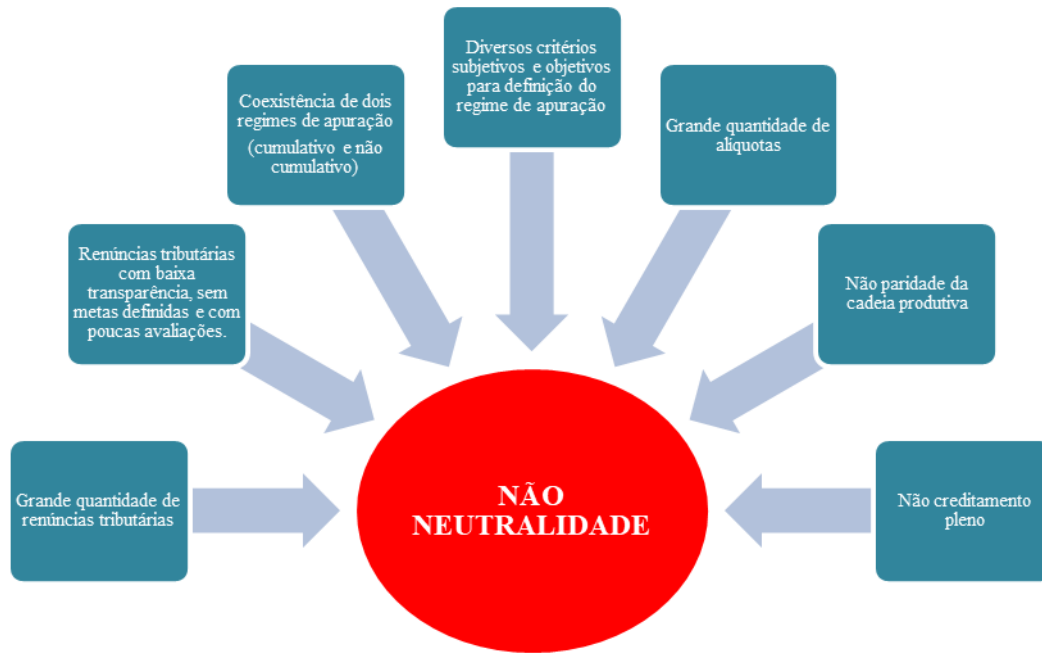 Diversos critérios
subjetivos e objetivos
para definição do
regime de apuração
Coexistência de dois
regimes de apuração
(cumulativo e não
cumulativo)
Grande quantidade de
alíquotas
Renúncias tributárias
com baixa
transparência, sem
metas definidas e com
poucas avaliações.
Não paridade da
cadeia produtiva
Grande quantidade de
renúncias tributárias
NÃO
NEUTRALIDADE
Não creditamento
pleno